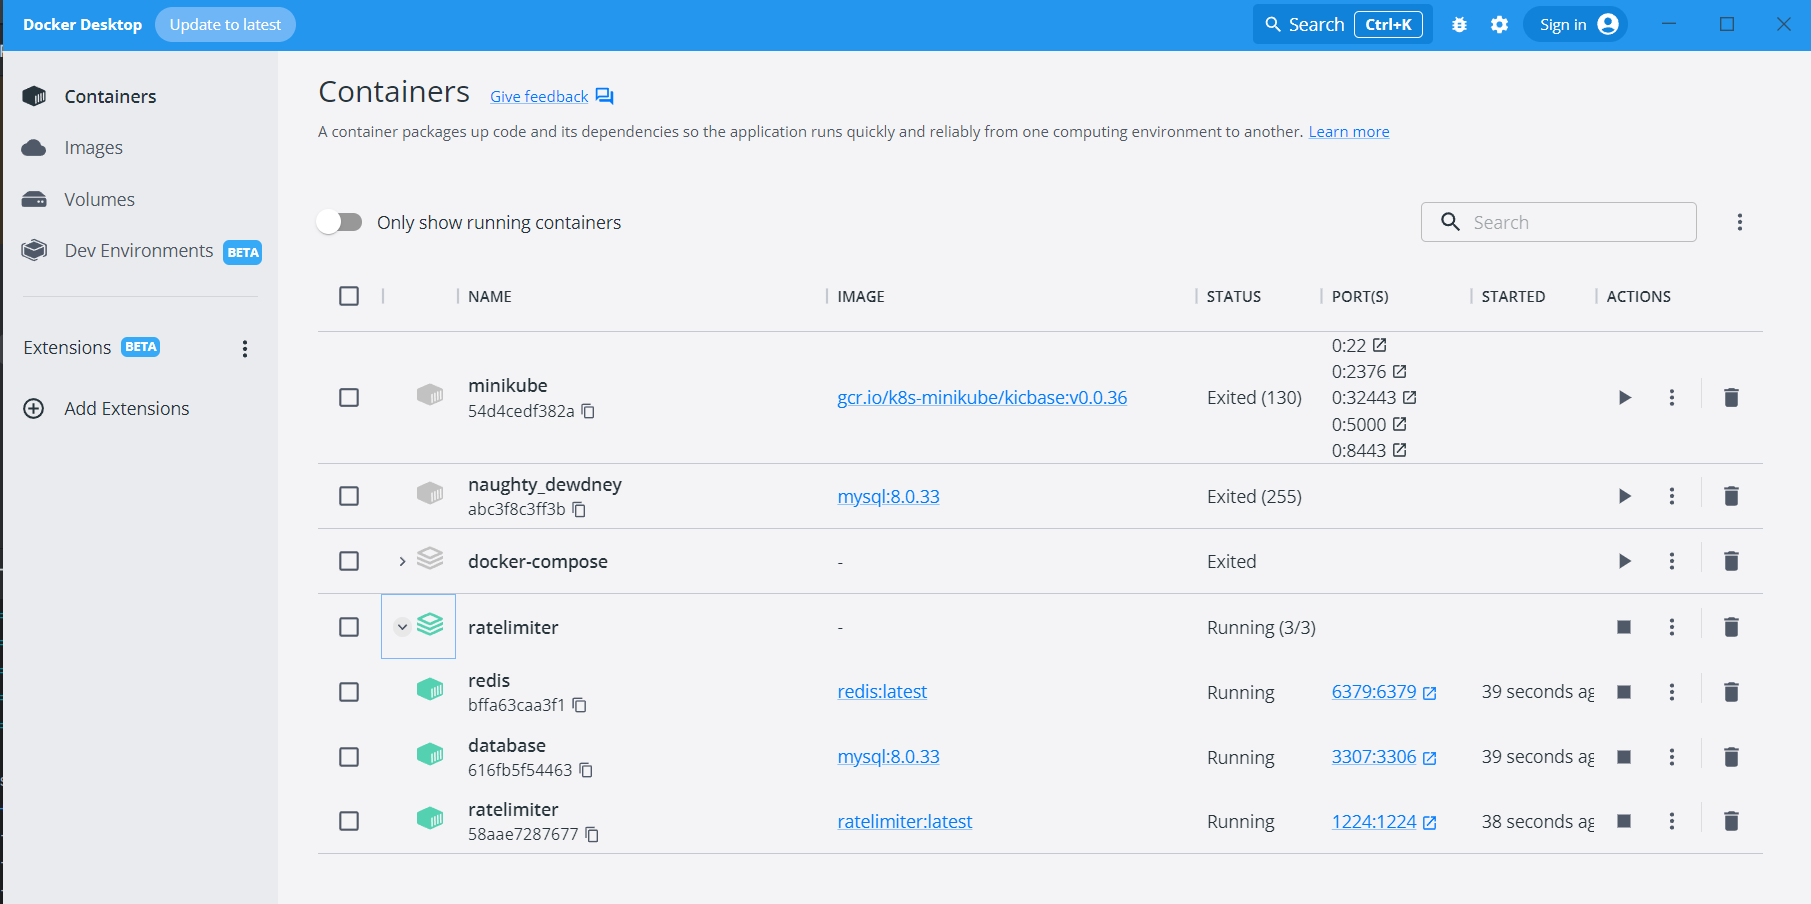 Docker Desktop Update to latest Search Ctrl+K Sign in
Containers
Images
Volumes
Dev Environments BETA
Extensions BETA
Add Extensions
Containers Give feedback
A container packages up code and its dependencies so the application runs quickly and reliably from one computing environment to another. Learn more
Only show running containers Search
NAME IMAGE STATUS PORT(S) STARTED ACTIONS
minikube
54d4cedf382a
gcr.io/k8s-minikube/kicbase:v0.0.36 Exited (130)
0:22
0:2376
0:32443
0:5000
0:8443
naughty_dewdney
abc3f8c3ff3b
mysql:8.0.33 Exited (255)
docker-compose - Exited
ratelimiter - Running (3/3)
redis
bffa63caa3f1
redis:latest Running 6379:6379 39 seconds ag
database
616fb5f54463
mysql:8.0.33 Running 3307:3306 39 seconds ag
ratelimiter
58aae7287677
ratelimiter:latest Running 1224:1224 38 seconds ag